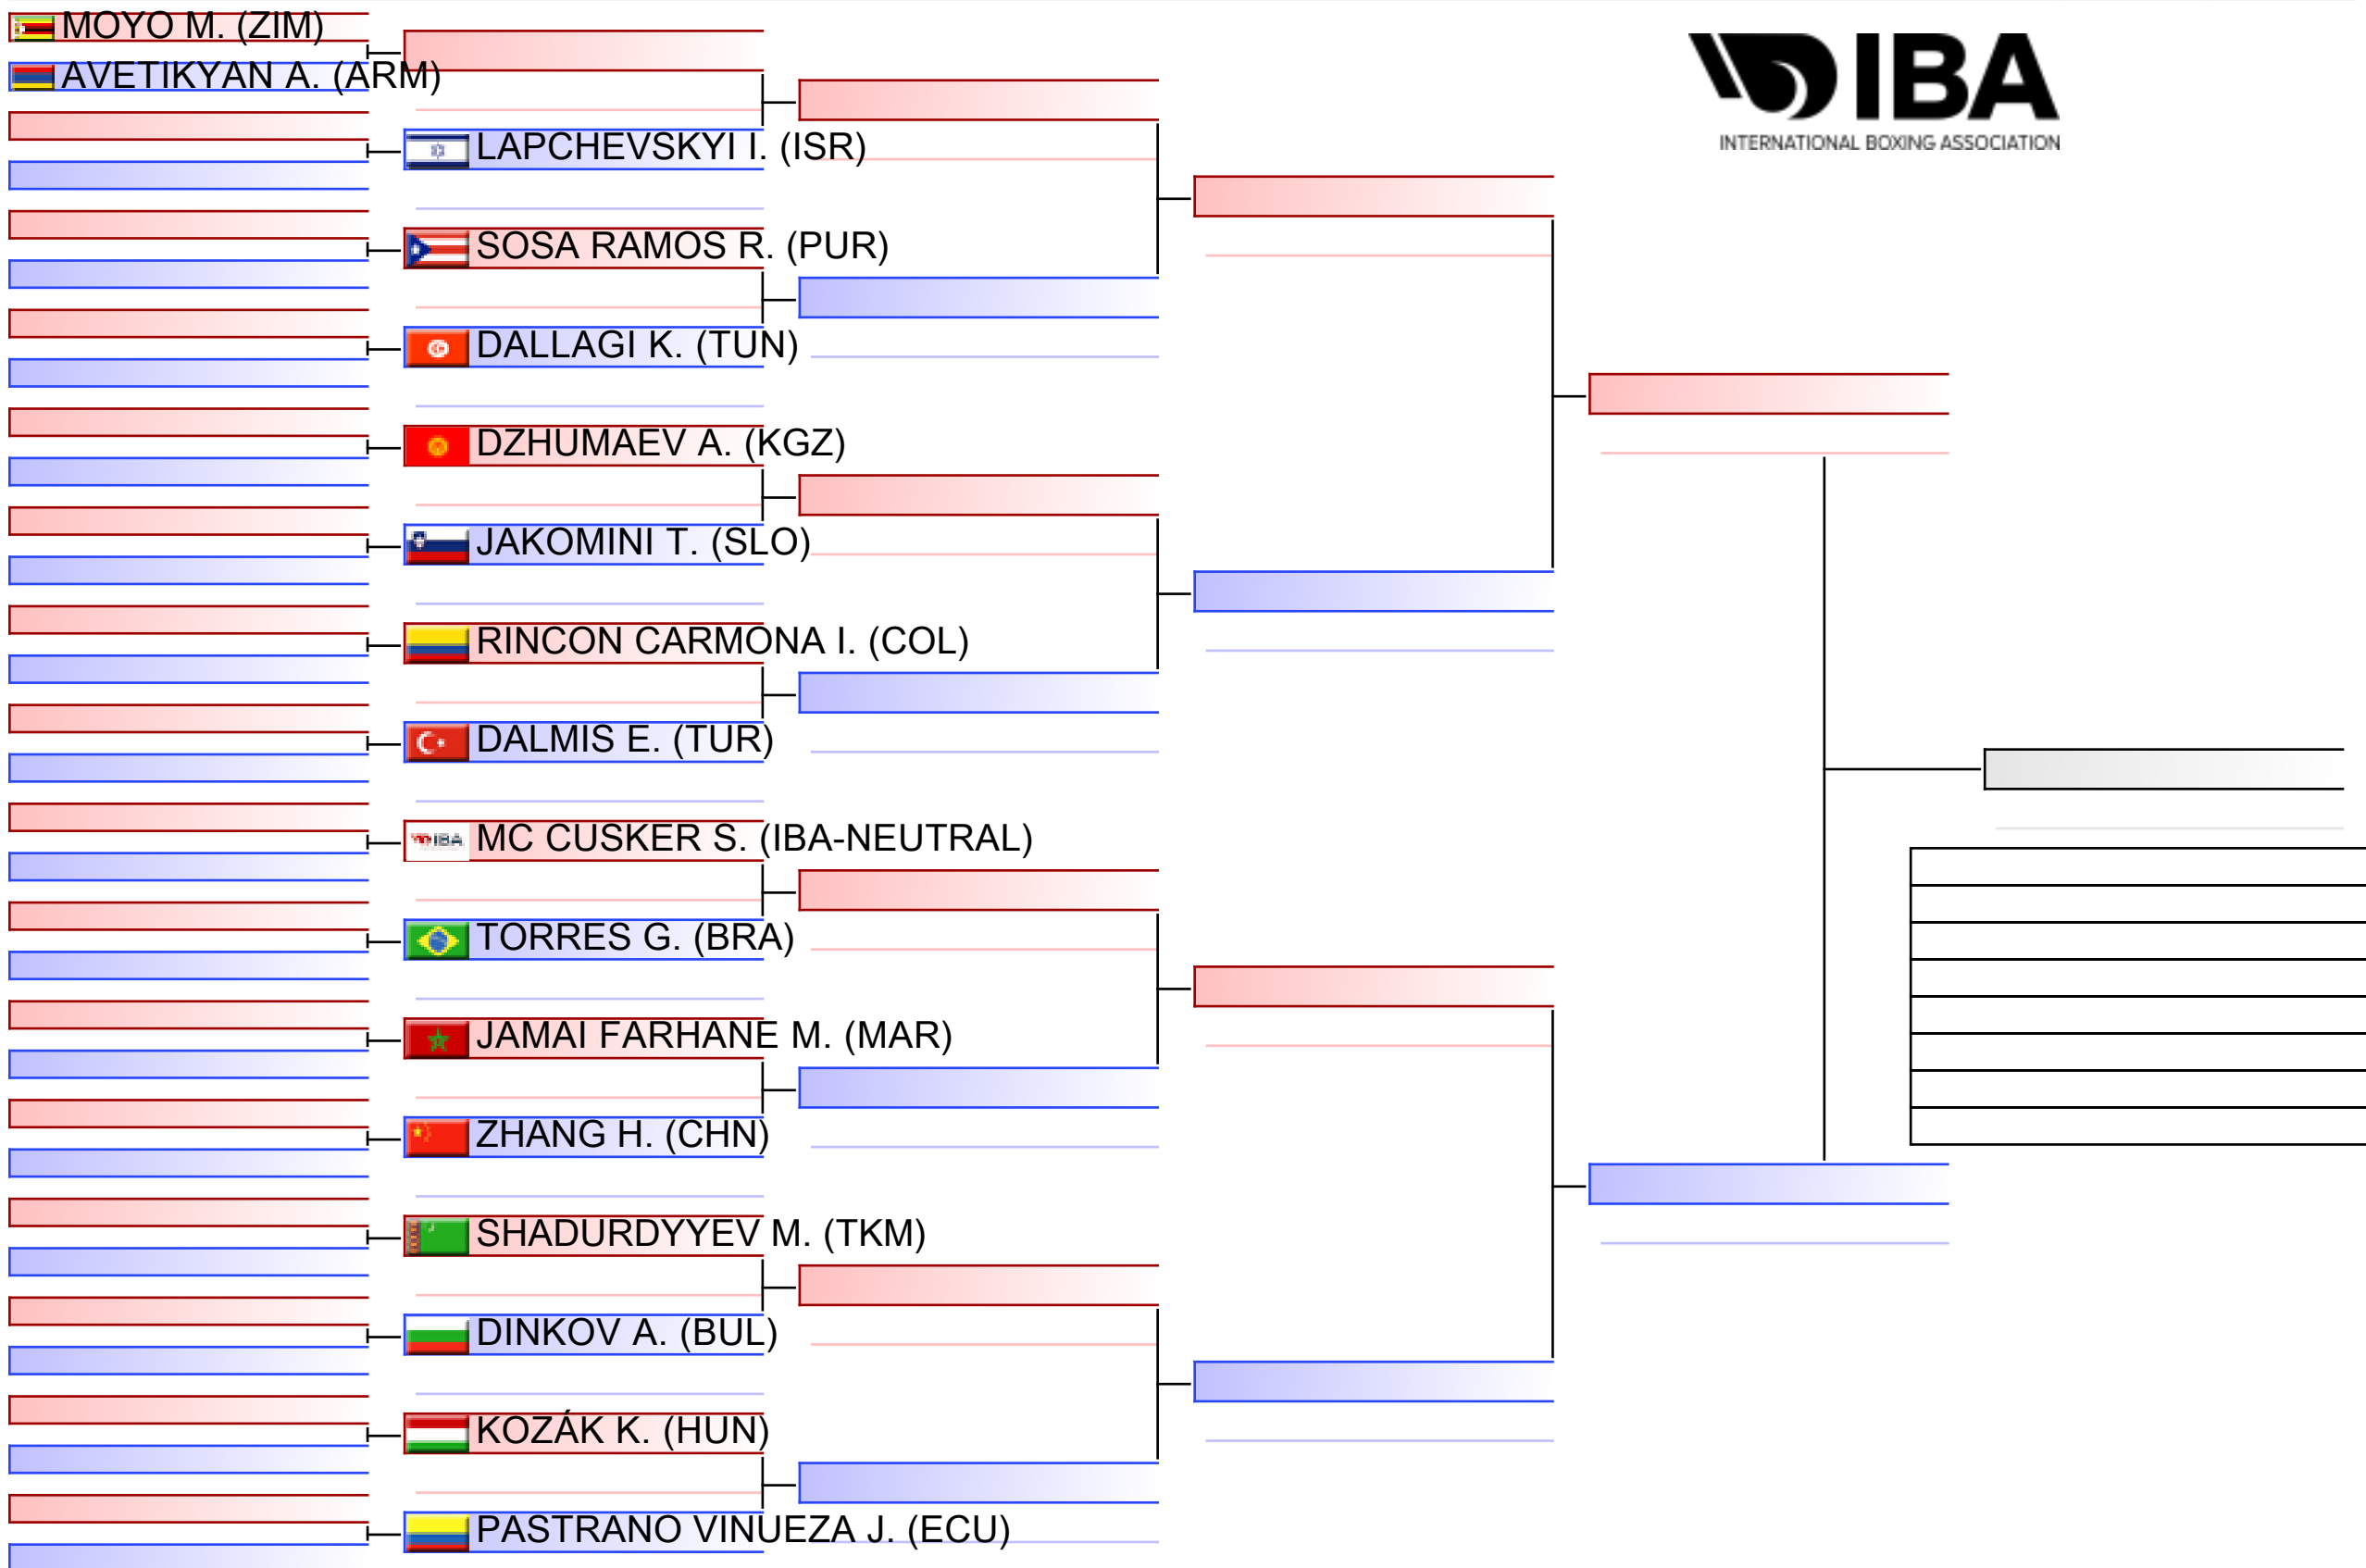 MOYO M. (ZIM)
AVETIKYAN A. (ARM)
IBA
INTERNATIONAL BOXING ASSOCIATION
LAPCHEVSKYI I. (ISR)
SOSA RAMOS R. (PUR)
DALLAGI K. (TUN)
DZHUMAEV A. (KGZ)
JAKOMINI T. (SLO)
RINCON CARMONA I. (COL)
DALMIS E. (TUR)
IBA MC CUSKER S. (IBA-NEUTRAL)
TORRES G. (BRA)
JAMAI FARHANE M. (MAR)
ZHANG H. (CHN)
SHADURDYYEV M. (TKM)
DINKOV A. (BUL)
KOZÁK K. (HUN)
PASTRANO VINUEZA J. (ECU)